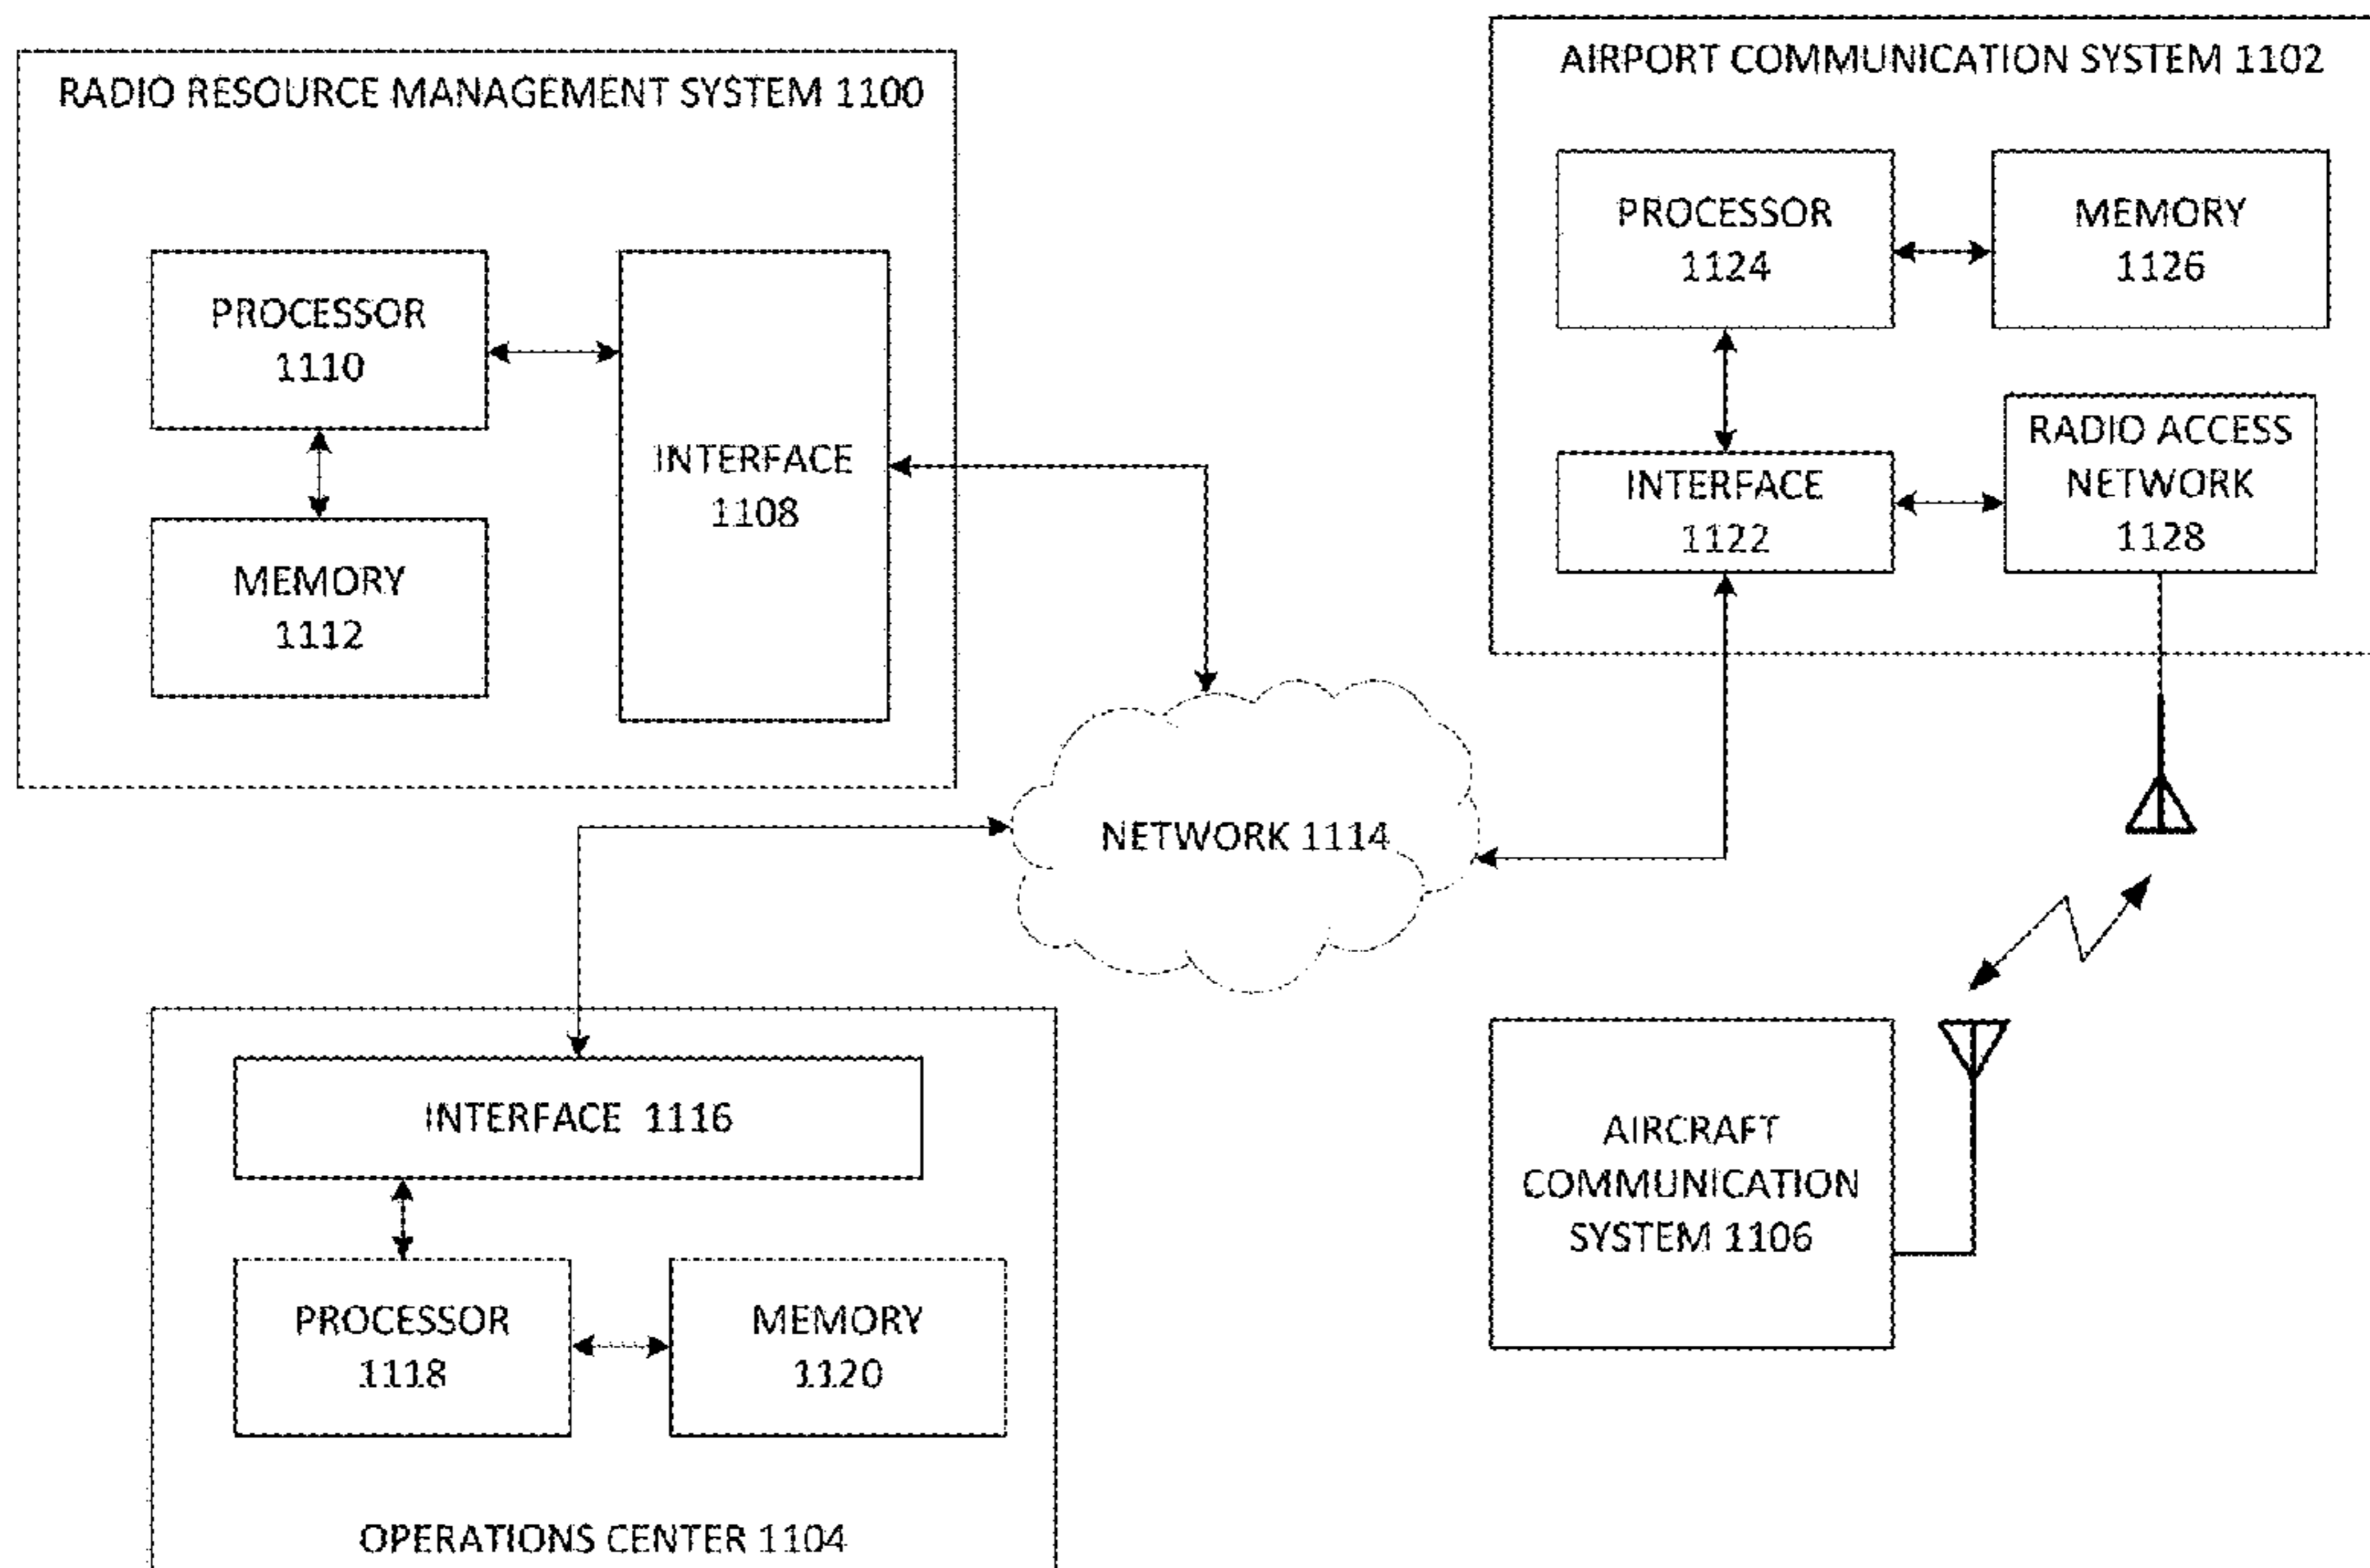 RADIO RESOURCE MANAGEMENT SYSTEM 1100
PROCESSOR
1110
INTERFACE
1108
MEMORY
1112
AIRPORT COMMUNICATION SYSTEM 1102
PROCESSOR
1124
MEMORY
1126
INTERFACE
1122
RADIO ACCESS
NETWORK
1128
NETWORK 1114
INTERFACE 1116
PROCESSOR
1118
MEMORY
1120
OPERATIONS CENTER 1104
AIRCRAFT
COMMUNICATION
SYSTEM 1106